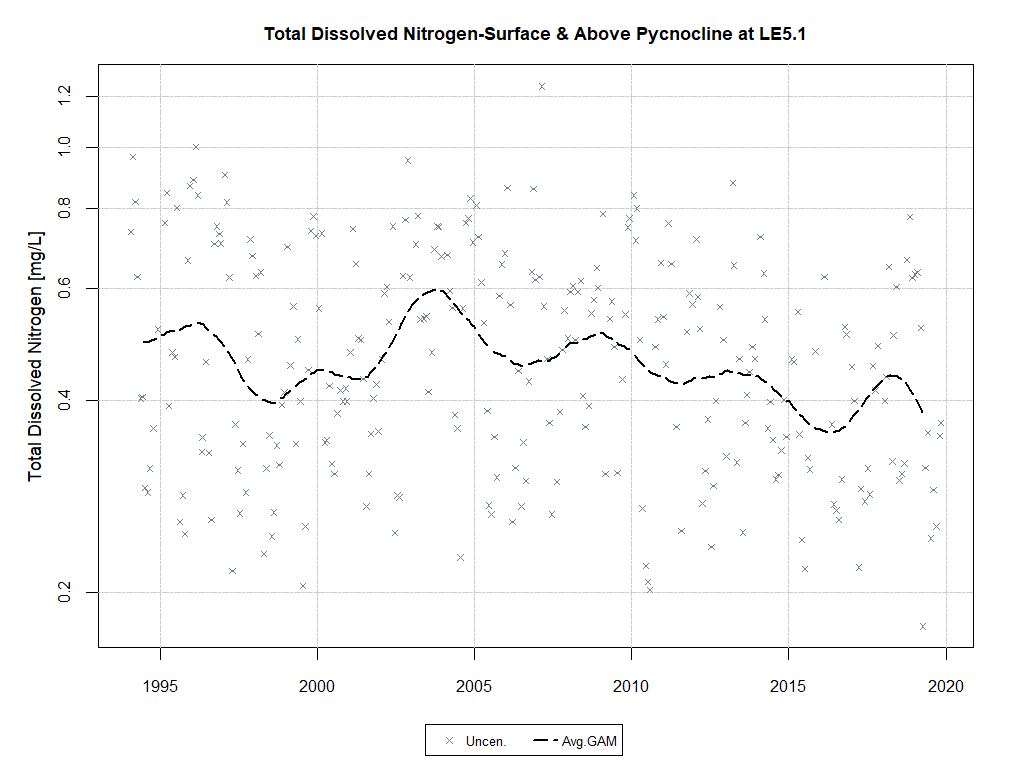 Total Dissolved Nitrogen-Surface & Above Pycnocline at LE5.1
Total Dissolved Nitrogen [mg/L]
1.2
1.0
0.8
0.6
0.4
0.2
1995 2000 2005 2010 2015 2020
Uncen. Avg.GAM